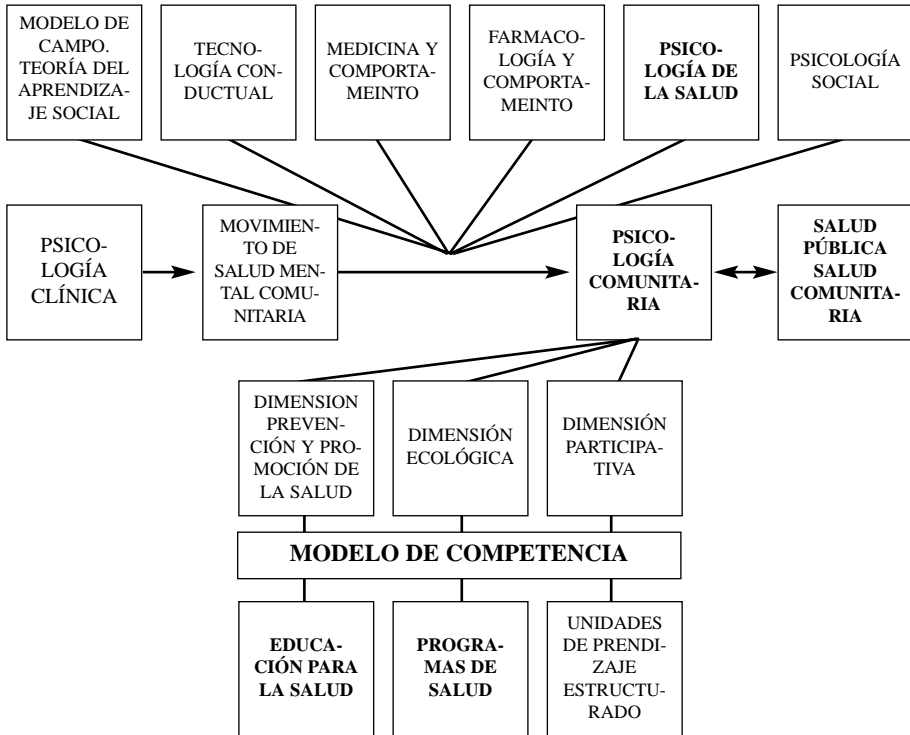 MODELO DE
CAMPO.
TEORÍA DEL
APRENDIZA-
JE SOCIAL
TECNO-
LOGÍA CON-
DUCTUAL
MEDICINA Y
COMPORTA-
MEINTO
FARMACO-
LOGÍA Y
COMPORTA-
MEINTO
PSICO-
LOGÍA DE
LA SALUD
PSICOLOGÍA
SOCIAL
PSICO-
LOGÍA
CLÍNICA
MOVIMIEN-
TO DE
SALUD MEN-
TAL COMU-
NITARIA
PSICO-
LOGÍA
COMUNITA-
RIA
SALUD
PÚBLICA
SALUD
COMUNITA-
RIA
DIMENSION
PREVEN-
CIÓN Y PRO-
MOCIÓN DE
LA SALUD
DIMENSIÓN
ECOLÓGICA
DIMENSIÓN
PARTICIPA-
TIVA
MODELO DE COMPETENCIA
EDUCA-
CIÓN PARA
LA SALUD
PROGRA-
MAS DE
SALUD
UNIDADES
DE PRENDI-
ZAJE
ESTRUCTU-
RADO